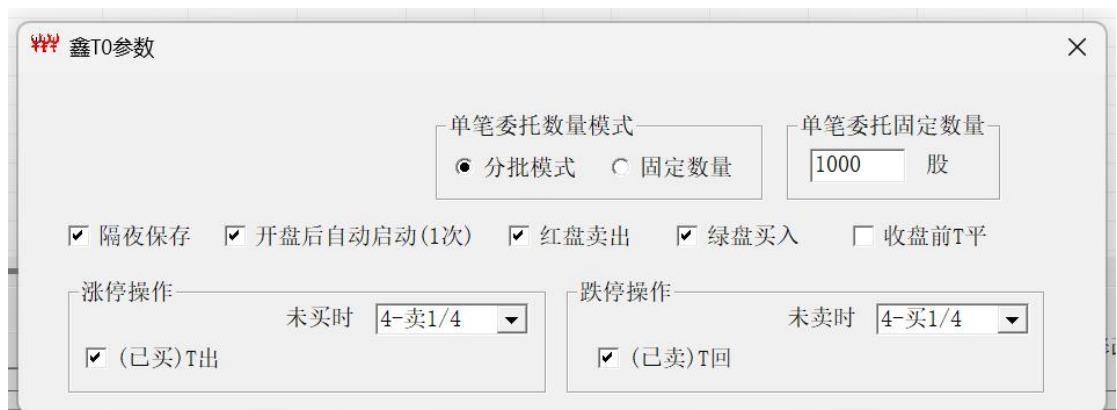 鑫T0参数
单笔委托数量模式 单笔委托固定数量
分批模式 固定数量 1000 股
隔夜保存 开盘后自动启动(1次) 红盘卖出 绿盘买入 收盘前T平
涨停操作 跌停操作
未买时 4-卖1/4 未卖时 4-买1/4
(已买)T出 (已卖)T回